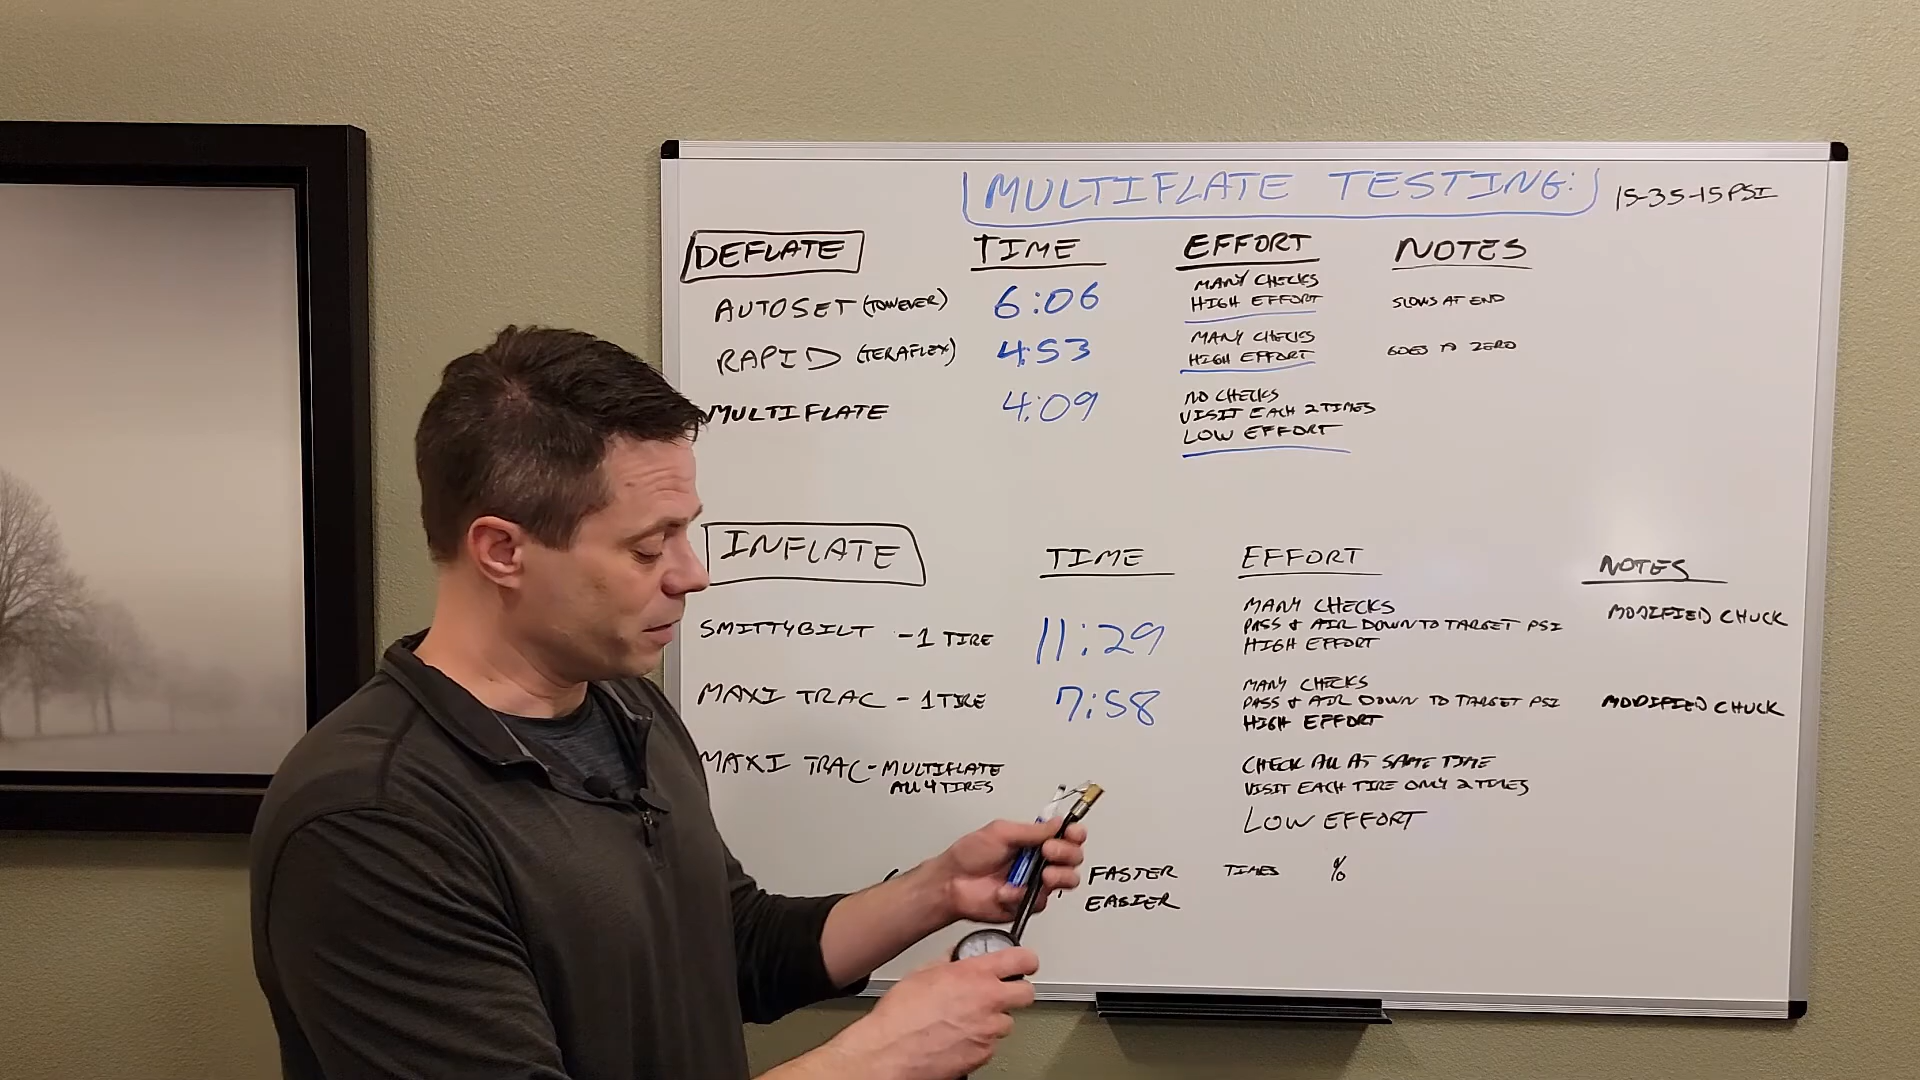 MULTIFLATE TESTING: 15-35-15 PSI
DEFLATE TIME EFFORT NOTES
AUTOSET (TOWEVER) 6:06 MANY CHECKS
HIGH EFFORT SLOWS AT END
RAPID (TERAFLEX) 4:53 MANY CHECKS
HIGH EFFORT GOES TO ZERO
MULTIFLATE 4:09 NO CHECKS
VISIT EACH 2 TIMES
LOW EFFORT
INFLATE TIME EFFORT NOTES
SMITTYBILT - 1 TIRE 11:29 MANY CHECKS
PASS & AIR DOWN TO TARGET PSI
HIGH EFFORT
MODIFIED CHUCK
MAXI TRAC - 1 TIRE 7:58 MANY CHECKS
PASS & AIR DOWN TO TARGET PSI
HIGH EFFORT
MODIFIED CHUCK
MAXI TRAC - MULTIFLATE
ALL 4 TIRES
CHECK ALL AT SAME TIME
VISIT EACH TIRE ONLY 2 TIMES
LOW EFFORT
FASTER TIMES %
EASIER